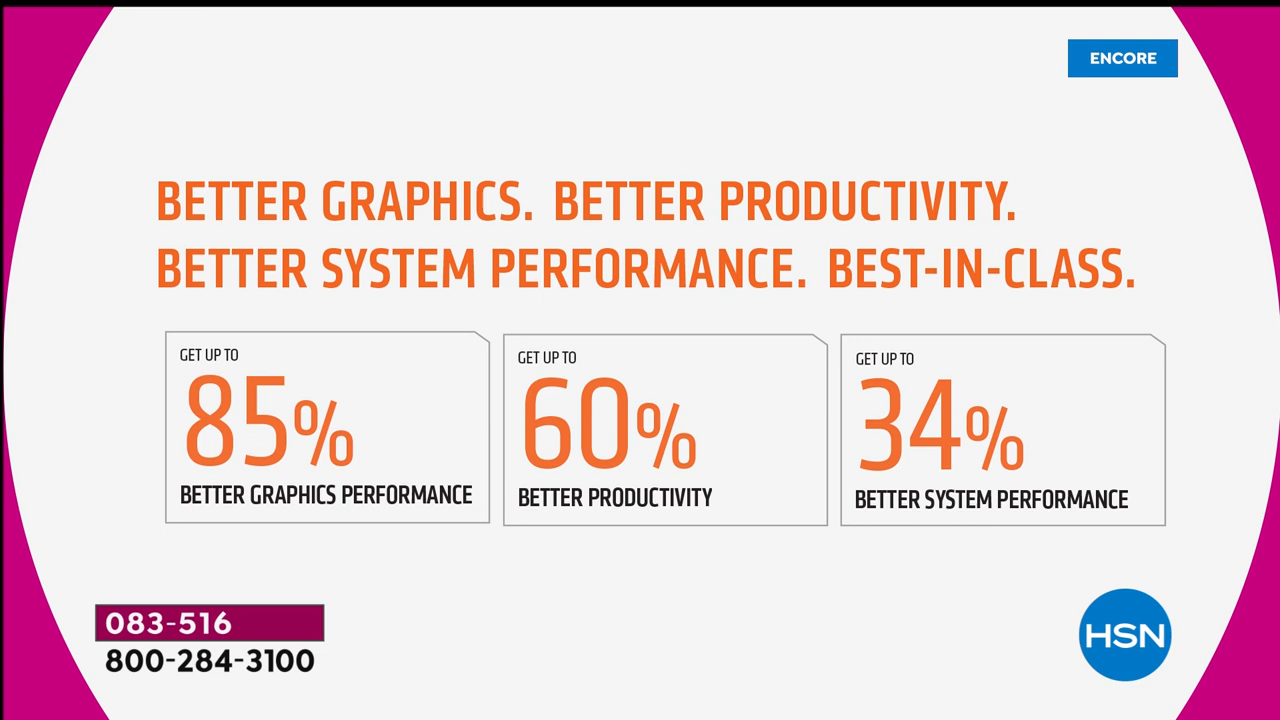 ENCORE
BETTER GRAPHICS. BETTER PRODUCTIVITY.
BETTER SYSTEM PERFORMANCE. BEST-IN-CLASS.
GET UP TO
85%
BETTER GRAPHICS PERFORMANCE
GET UP TO
60%
BETTER PRODUCTIVITY
GET UP TO
34%
BETTER SYSTEM PERFORMANCE
083-516
800-284-3100
HSN